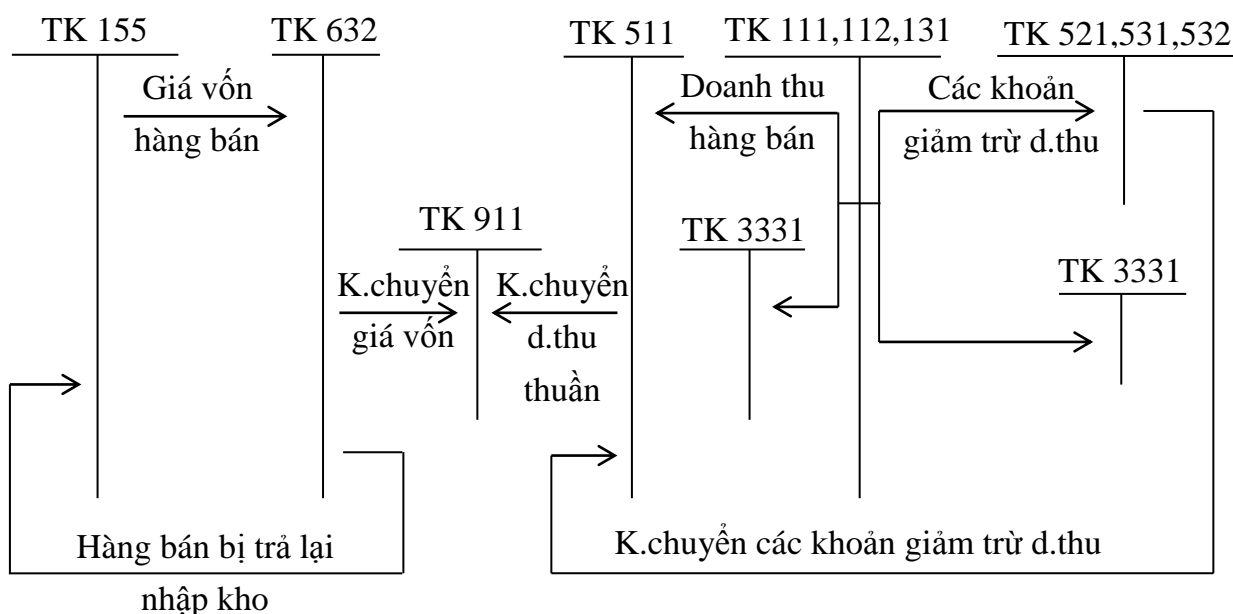 TK 155
TK 632
TK 511
TK 111,112,131
TK 521,531,532
Giá vốn
hàng bán
Doanh thu
hàng bán
Các khoản
giảm trừ d.thu
TK 911
TK 3331
TK 3331
K.chuyển
giá vốn
K.chuyển
d.thu
thuần
Hàng bán bị trả lại
nhập kho
K.chuyển các khoản giảm trừ d.thu